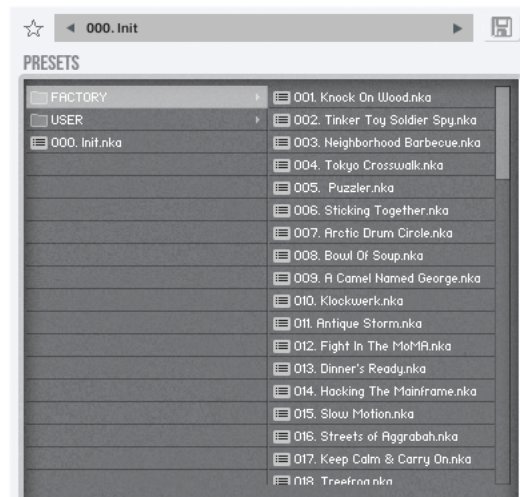 000. Init
PRESETS
FACTORY
USER
000. Init.nka
001. Knock On Wood.nka
002. Tinker Toy Soldier Spy.nka
003. Neighborhood Barbecue.nka
004. Tokyo Crosswalk.nka
005. Puzzler.nka
006. Sticking Together.nka
007. Arctic Drum Circle.nka
008. Bowl Of Soup.nka
009. A Camel Named George.nka
010. Klockwerk.nka
011. Antique Storm.nka
012. Fight In The MoMA.nka
013. Dinner's Ready.nka
014. Hacking The Mainframe.nka
015. Slow Motion.nka
016. Streets of Aggrabah.nka
017. Keep Calm & Carry On.nka
018. Treefrog.nka